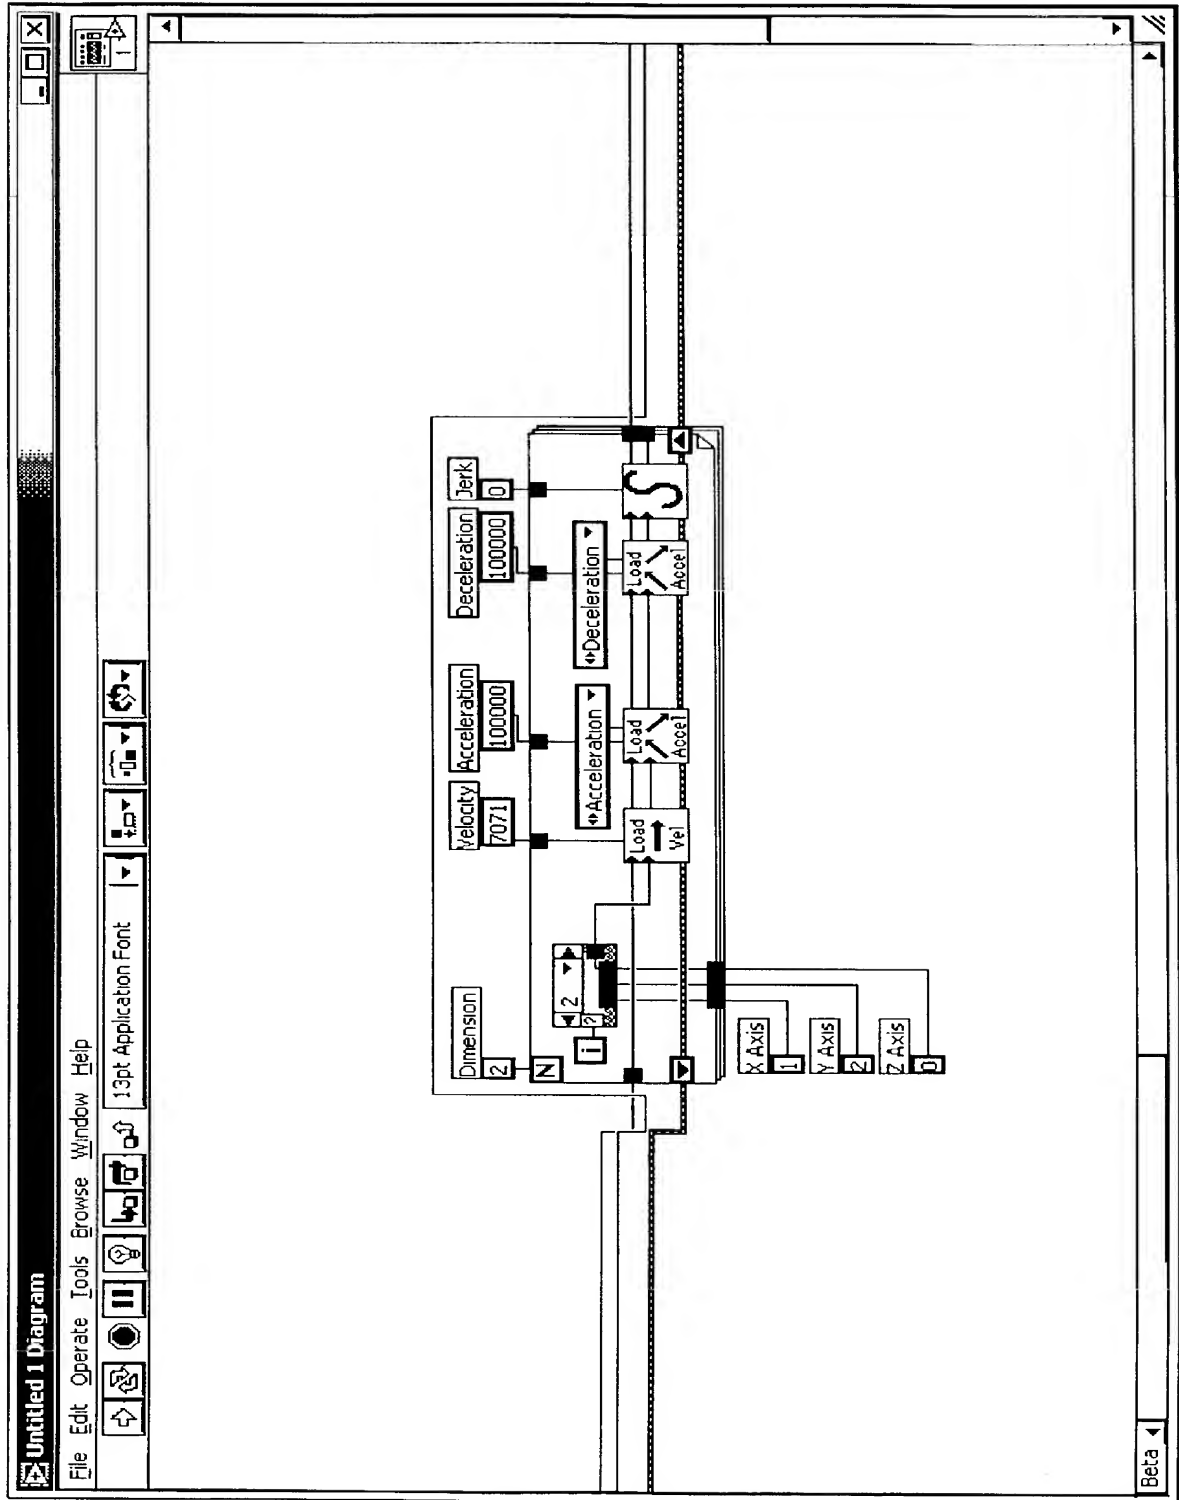 Untitled 1 Diagram
File Edit Operate Tools Browse Window Help
13pt Application Font
1
Dimension
2
Velocity
7071
Acceleration
100000
Deceleration
100000
Jerk
0
N
i
2
?
Acceleration
Deceleration
Load
Vel
Load
Accel
Load
Accel
S
X Axis
1
Y Axis
2
Z Axis
0
Beta